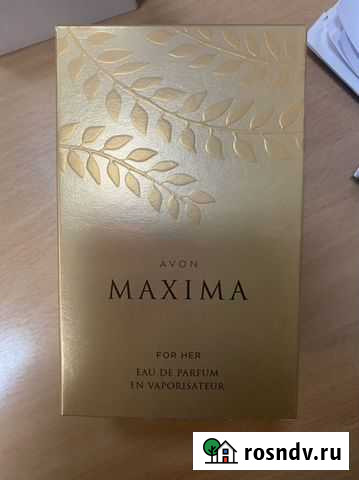 AVON
MAXIMA
FOR HER
EAU DE PARFUM
EN VAPORISATEUR
rosndv.ru